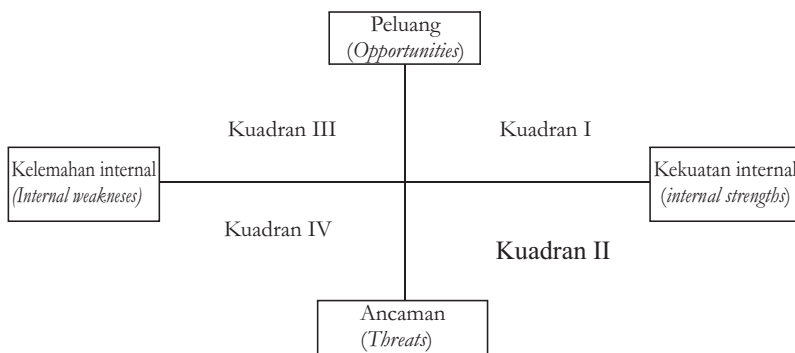 Peluang
(Opportunities)
Kuadran III
Kuadran I
Kelemahan internal
(Internal weakneses)
Kekuatan internal
(internal strengths)
Kuadran IV
Kuadran II
Ancaman
(Threats)